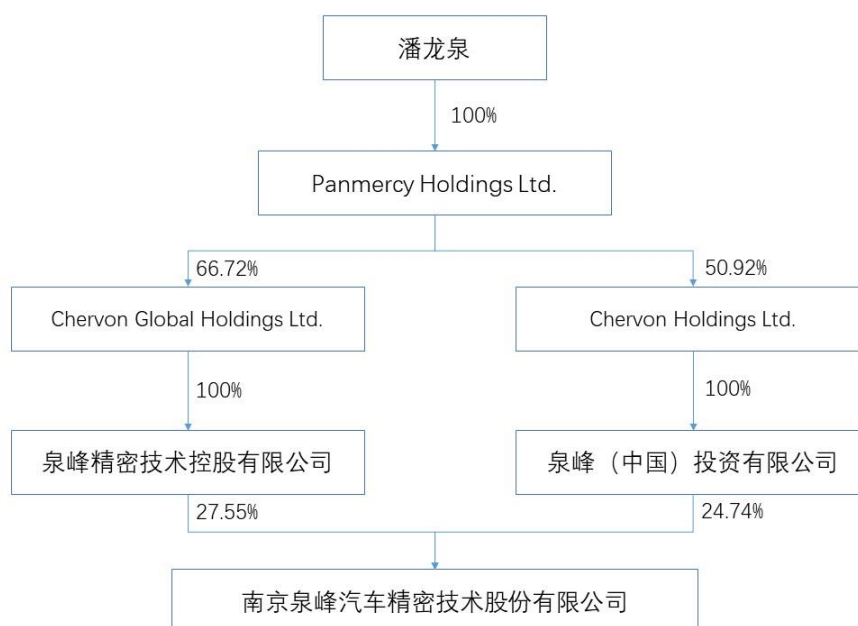 潘龙泉
100%
Panmercy Holdings Ltd.
66.72%
50.92%
Chervon Global Holdings Ltd.
Chervon Holdings Ltd.
100%
100%
泉峰精密技术控股有限公司
泉峰（中国）投资有限公司
27.55%
24.74%
南京泉峰汽车精密技术股份有限公司